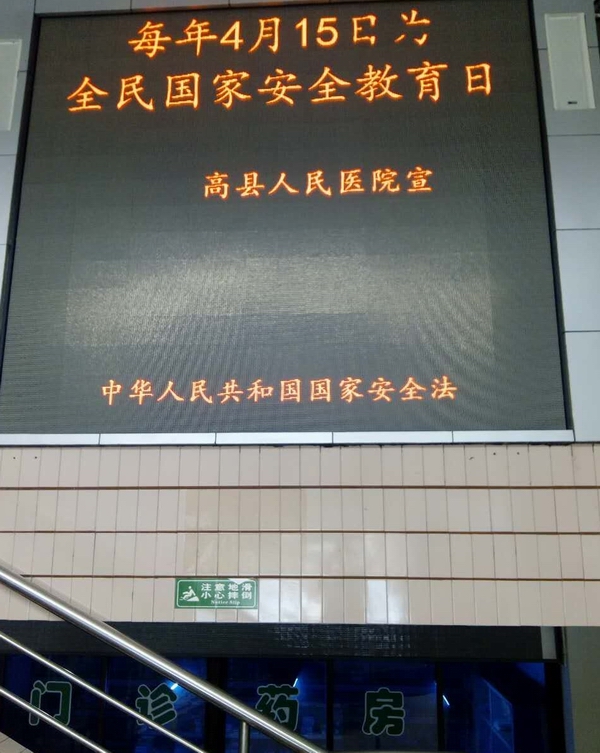 每年4月15日为
全民国家安全教育日
高县人民医院宣
中华人民共和国国家安全法
注意地滑
小心摔倒
Notice Slip
门诊药房